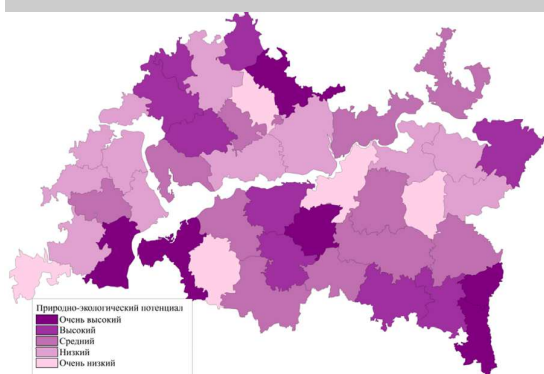 Природно-экологический потенциал
Очень высокий
Высокий
Средний
Низкий
Очень низкий